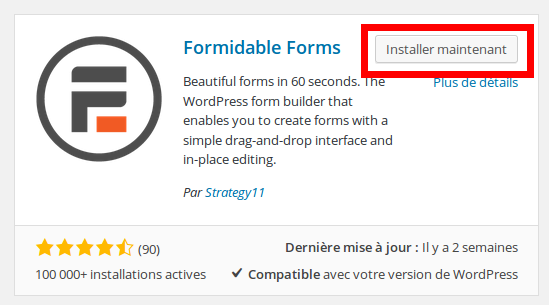 Formidable Forms
Installer maintenant
Plus de détails
Beautiful forms in 60 seconds. The
WordPress form builder that
enables you to create forms with a
simple drag-and-drop interface and
in-place editing.
Par Strategy11
(90)
Dernière mise à jour : Il y a 2 semaines
100 000+ installations actives
Compatible avec votre version de WordPress